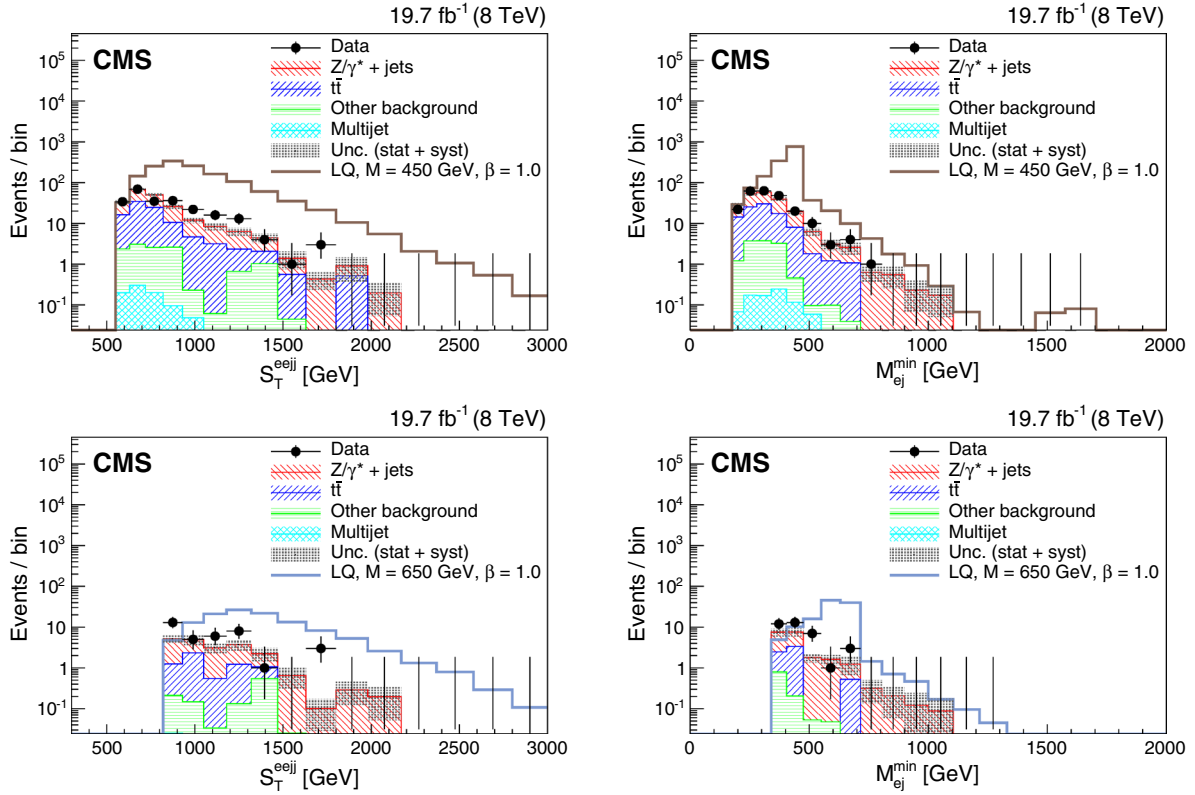 19.7 fb⁻¹ (8 TeV)
CMS
Data
Z/γ* + jets
tt̄
Other background
Multijet
Unc. (stat + syst)
LQ, M = 450 GeV, β = 1.0
Events / bin
10⁵
10⁴
10³
10²
10
1
10⁻¹
500 1000 1500 2000 2500 3000
S_T^eejj [GeV]
19.7 fb⁻¹ (8 TeV)
CMS
Data
Z/γ* + jets
tt̄
Other background
Multijet
Unc. (stat + syst)
LQ, M = 450 GeV, β = 1.0
Events / bin
10⁵
10⁴
10³
10²
10
1
10⁻¹
0 500 1000 1500 2000
M_ej^min [GeV]
19.7 fb⁻¹ (8 TeV)
CMS
Data
Z/γ* + jets
tt̄
Other background
Multijet
Unc. (stat + syst)
LQ, M = 650 GeV, β = 1.0
Events / bin
10⁵
10⁴
10³
10²
10
1
10⁻¹
500 1000 1500 2000 2500 3000
S_T^eejj [GeV]
19.7 fb⁻¹ (8 TeV)
CMS
Data
Z/γ* + jets
tt̄
Other background
Multijet
Unc. (stat + syst)
LQ, M = 650 GeV, β = 1.0
Events / bin
10⁵
10⁴
10³
10²
10
1
10⁻¹
0 500 1000 1500 2000
M_ej^min [GeV]